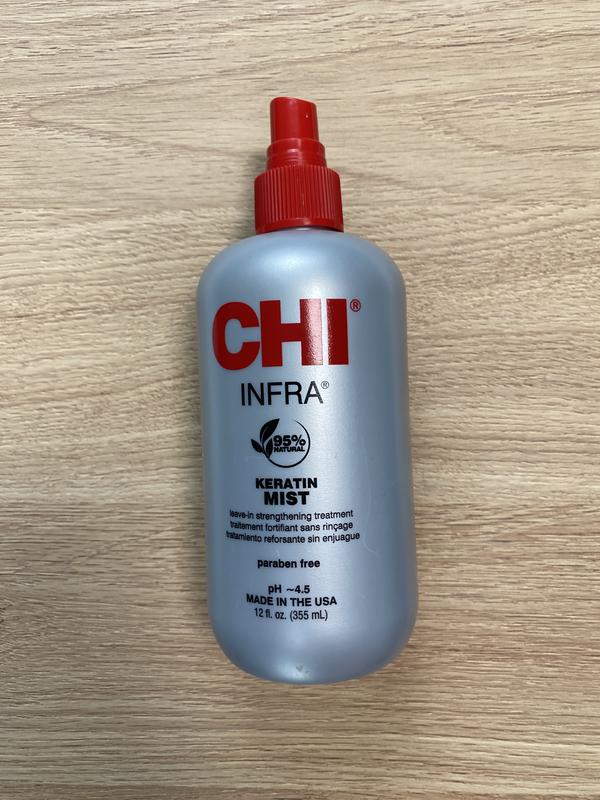 CHI®
INFRA®
95%
NATURAL
KERATIN
MIST
leave-in strengthening treatment
traitement fortifiant sans rinçage
tratamiento reforsante sin enjuague
paraben free
pH ~4.5
MADE IN THE USA
12 fl. oz. (355 mL)